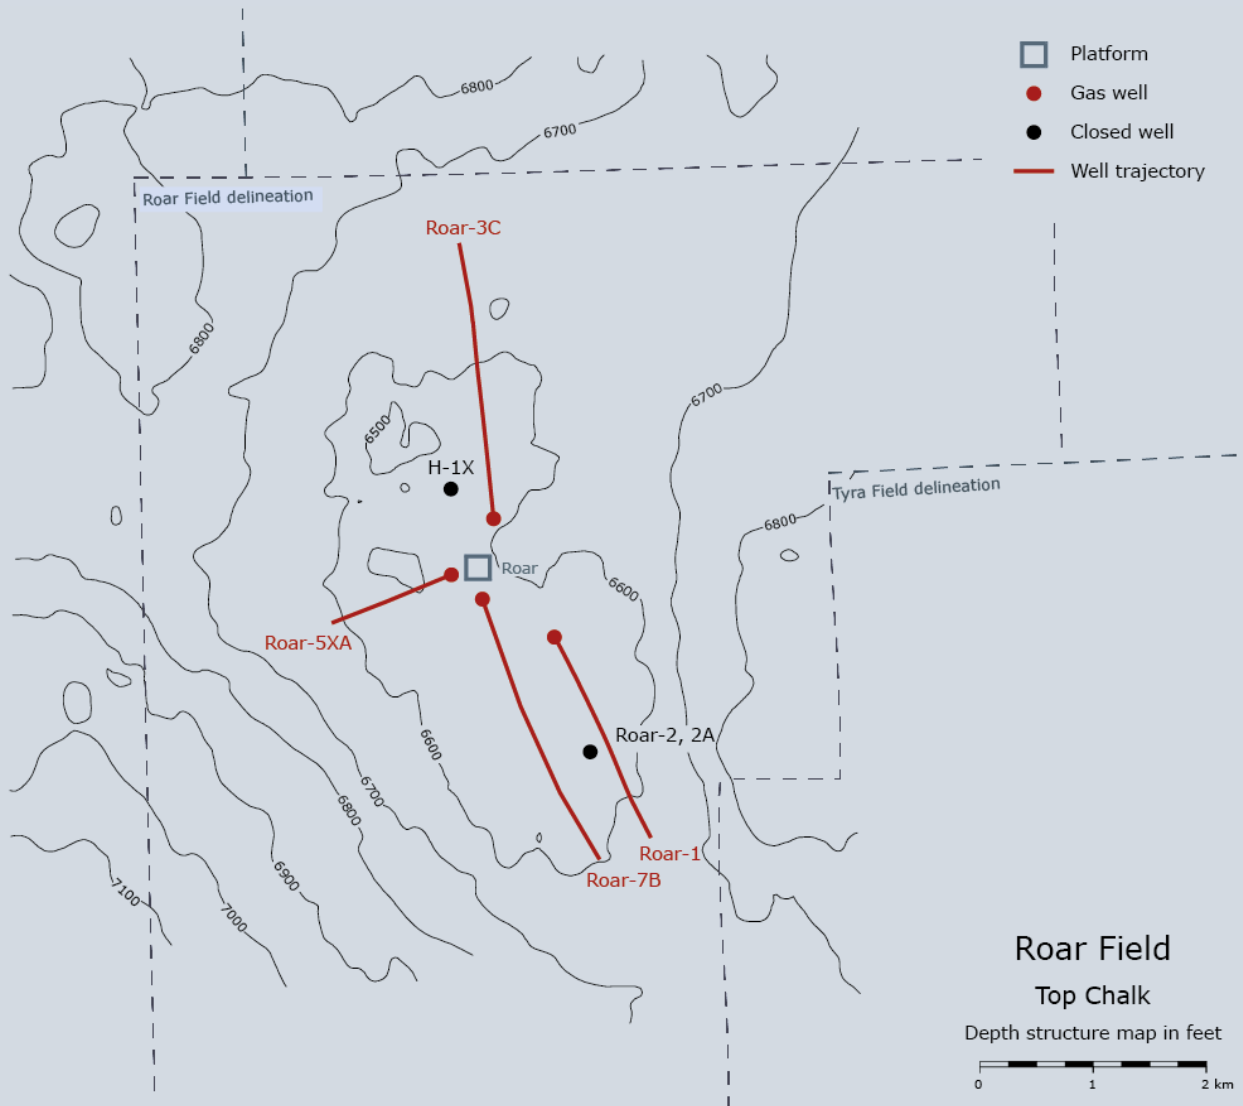 Platform
Gas well
Closed well
Well trajectory
6800
6700
Roar Field delineation
Roar-3C
6800
6700
6500
H-1X
Tyra Field delineation
6800
Roar
6600
Roar-5XA
Roar-2, 2A
6600
6700
6800
Roar-1
Roar-7B
6900
7100
7000
Roar Field
Top Chalk
Depth structure map in feet
0 1 2 km